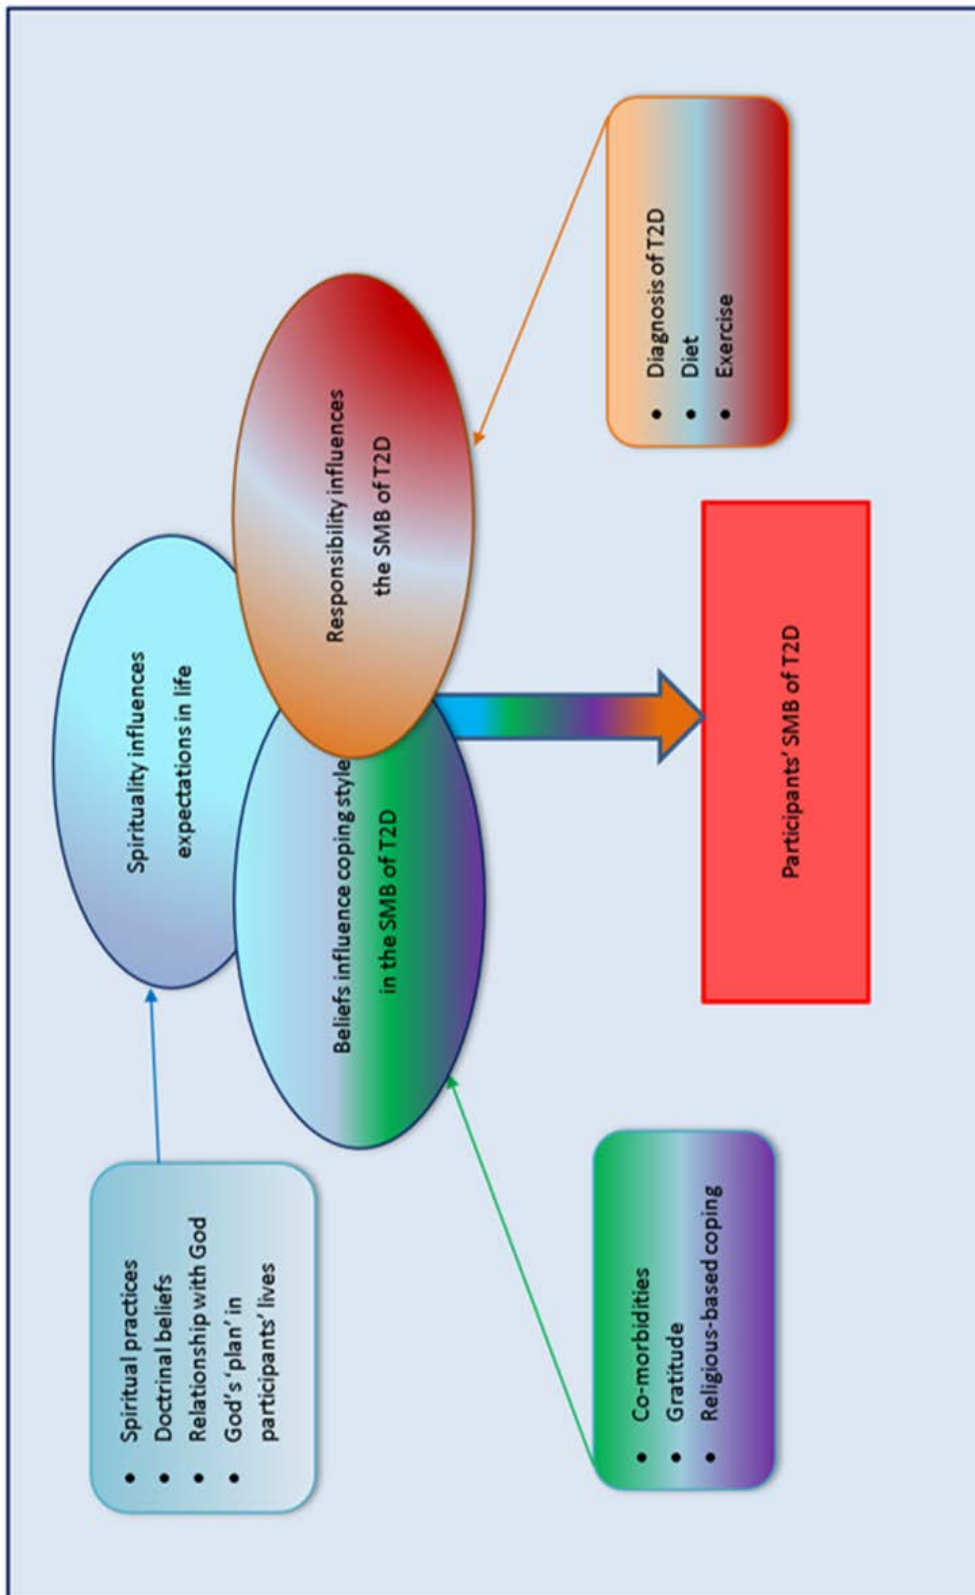 • Spiritual practices
• Doctrinal beliefs
• Relationship with God
• God's 'plan' in
participants' lives
Spirituality influences
expectations in life
Beliefs influence coping style
in the SMB of T2D
Responsibility influences
the SMB of T2D
• Co-morbidities
• Gratitude
• Religious-based coping
Participants' SMB of T2D
• Diagnosis of T2D
• Diet
• Exercise